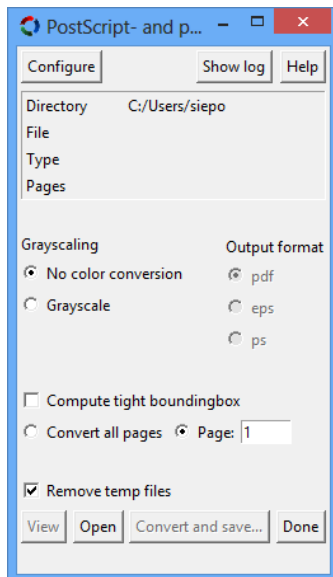 PostScript- and p...
Configure Show log Help
Directory C:/Users/siepo
File
Type
Pages
Grayscaling Output format
No color conversion pdf
Grayscale eps
ps
Compute tight boundingbox
Convert all pages Page: 1
Remove temp files
View Open Convert and save... Done